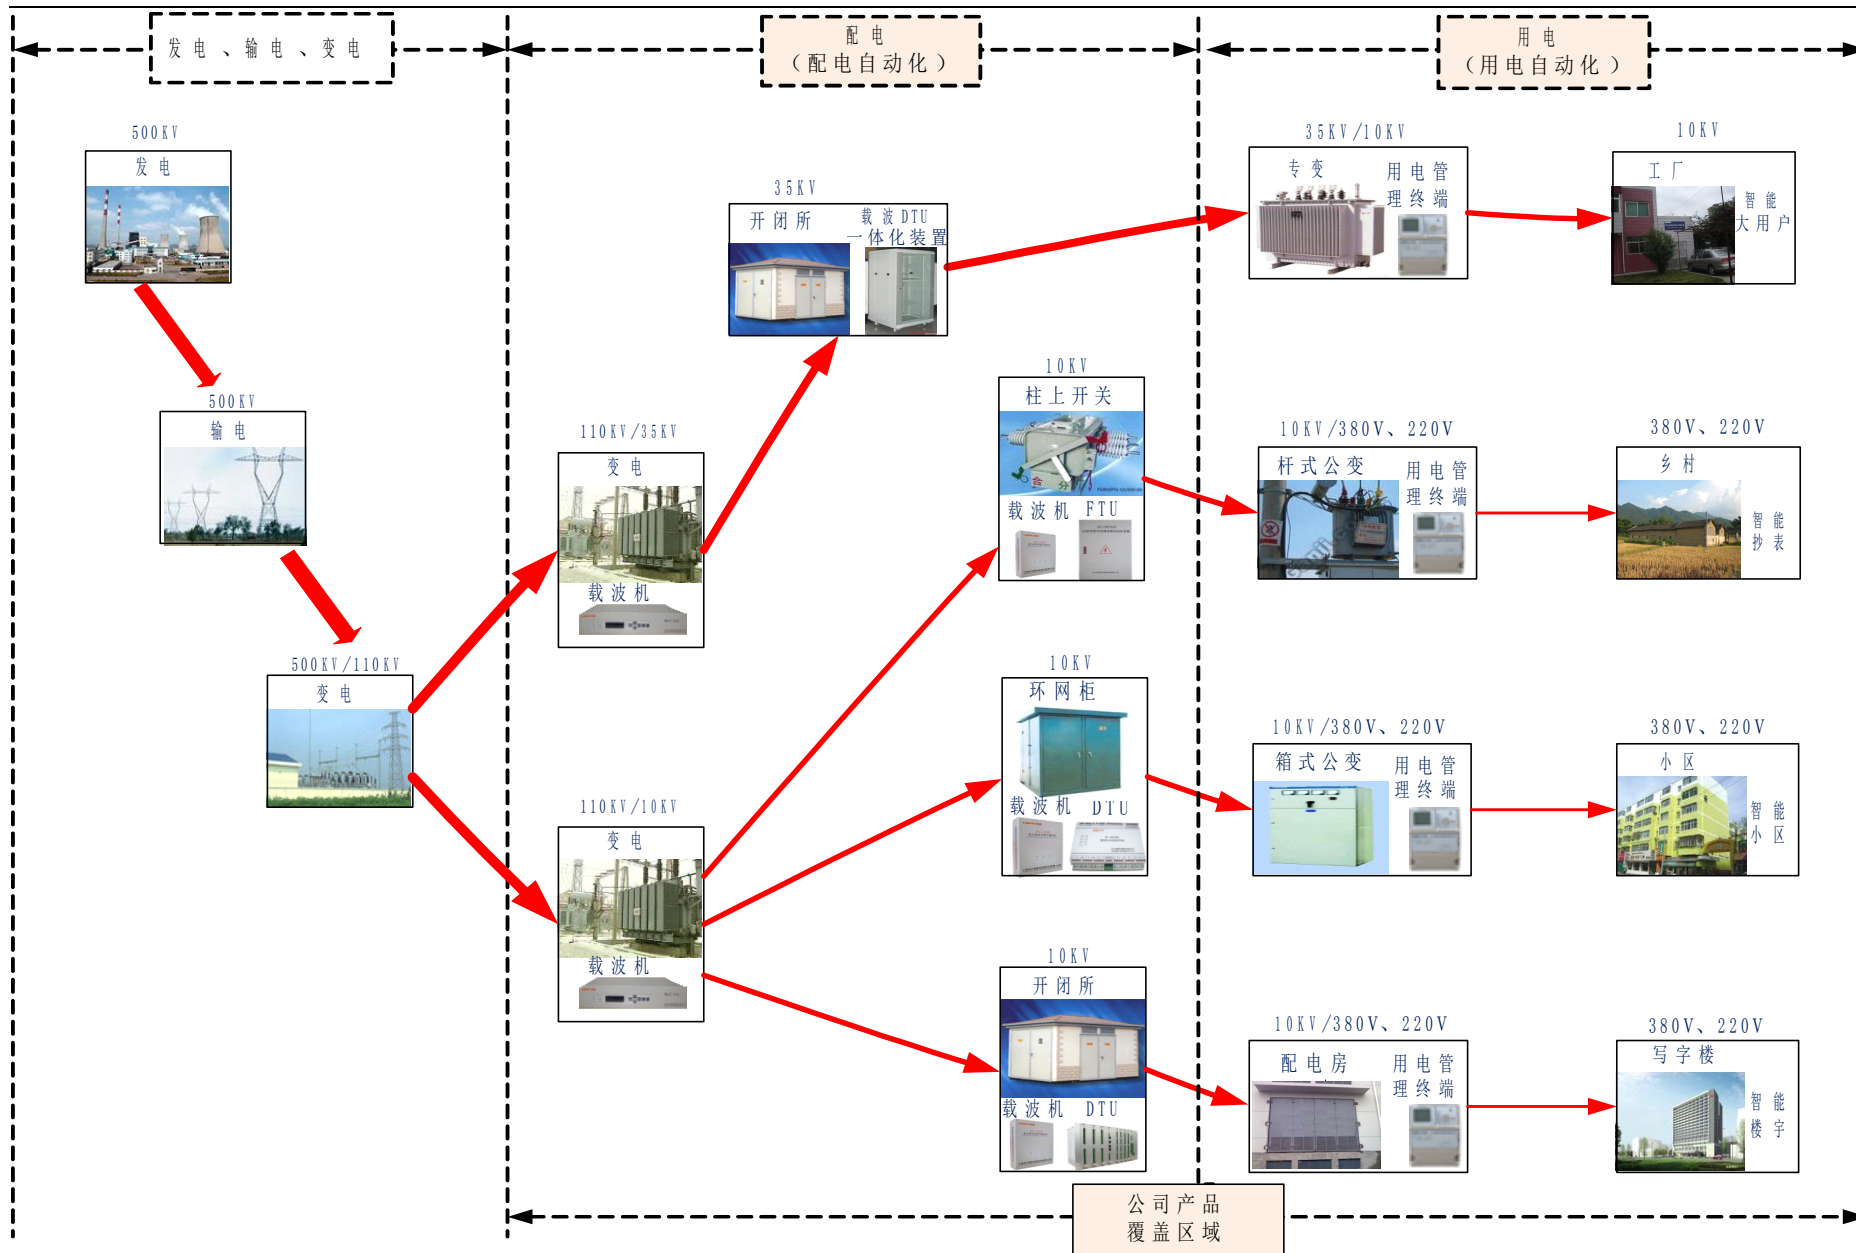 发电、输电、变电
配电
（配电自动化）
用电
（用电自动化）
500KV
发电
500KV
输电
500KV/110KV
变电
110KV/35KV
变电
载波机
110KV/10KV
变电
载波机
35KV
开闭所
载波DTU
一体化装置
10KV
柱上开关
合 分
载波机 FTU
10KV
环网柜
载波机 DTU
10KV
开闭所
载波机 DTU
35KV/10KV
专变
用电管
理终端
10KV
工厂
智能
大用户
10KV/380V、220V
杆式公变
用电管
理终端
380V、220V
乡村
智能
抄表
10KV/380V、220V
箱式公变
用电管
理终端
380V、220V
小区
智能
小区
10KV/380V、220V
配电房
用电管
理终端
380V、220V
写字楼
智能
楼宇
公司产品
覆盖区域